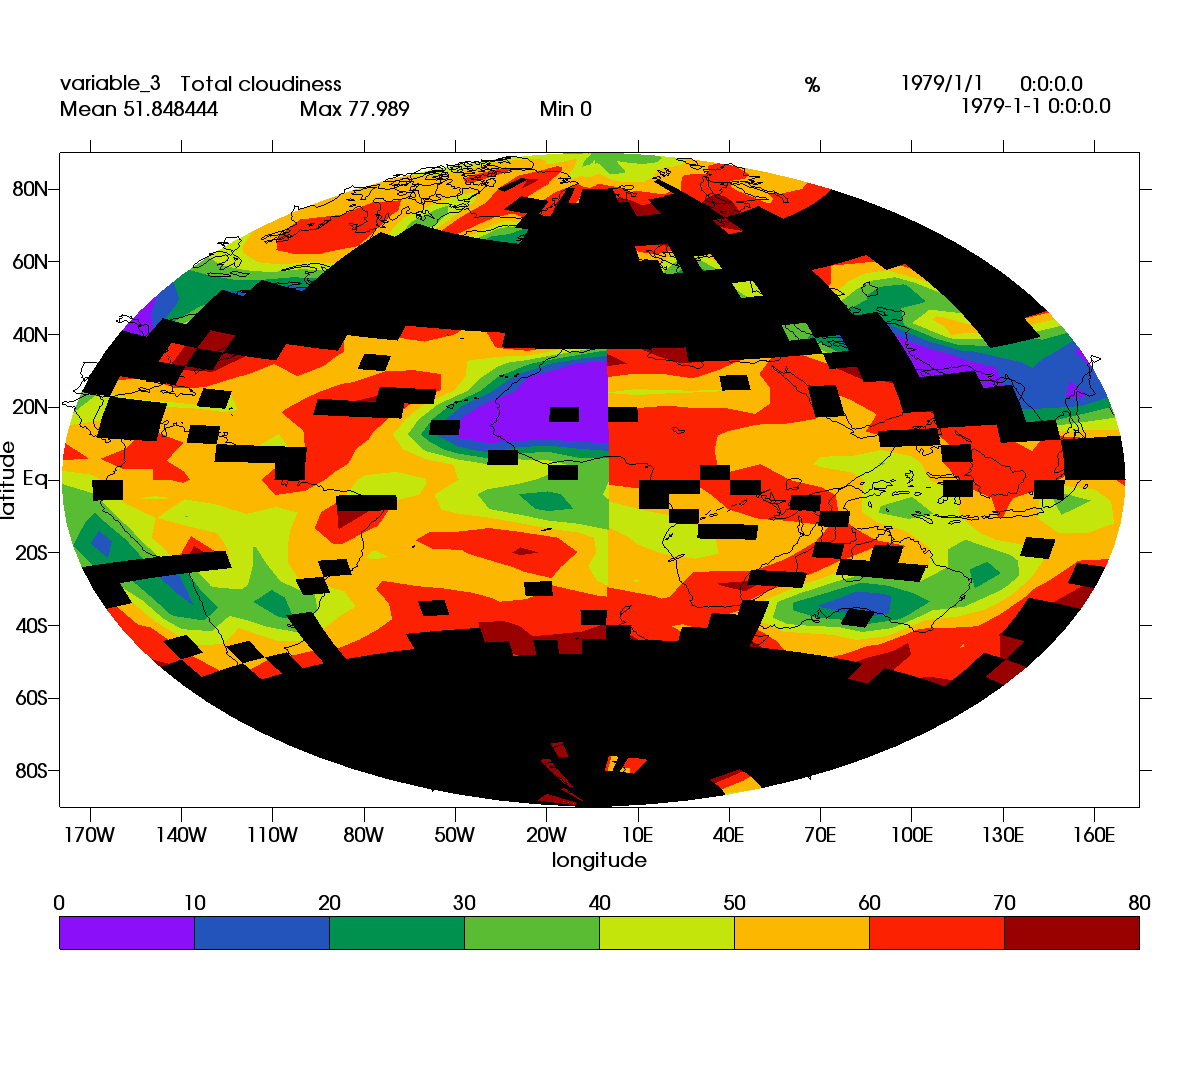 variable_3 Total cloudiness % 1979/1/1 0:0:0.0
Mean 51.848444 Max 77.989 Min 0 1979-1-1 0:0:0.0
80N
60N
40N
20N
Eq
20S
40S
60S
80S
latitude
170W 140W 110W 80W 50W 20W 10E 40E 70E 100E 130E 160E
longitude
0 10 20 30 40 50 60 70 80